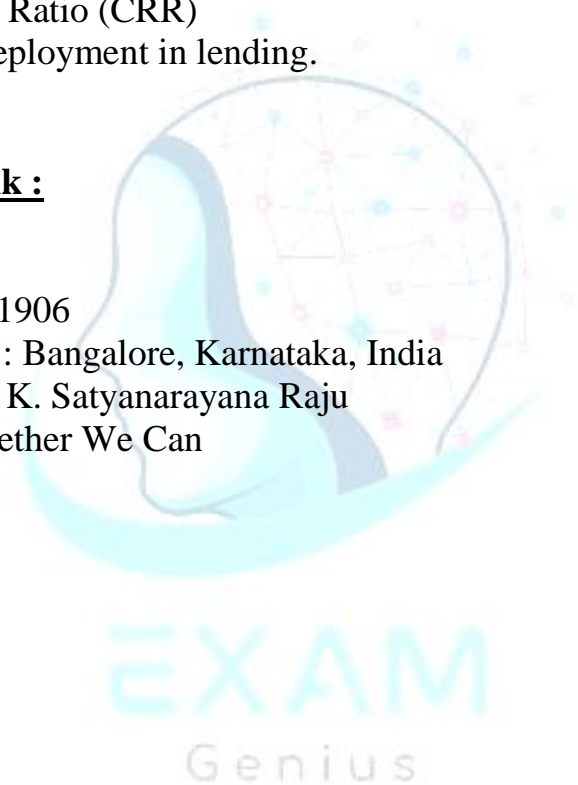 Ratio (CRR)
eployment in lending.
k :
1906
: Bangalore, Karnataka, India
K. Satyanarayana Raju
ether We Can
EXAM
Genius